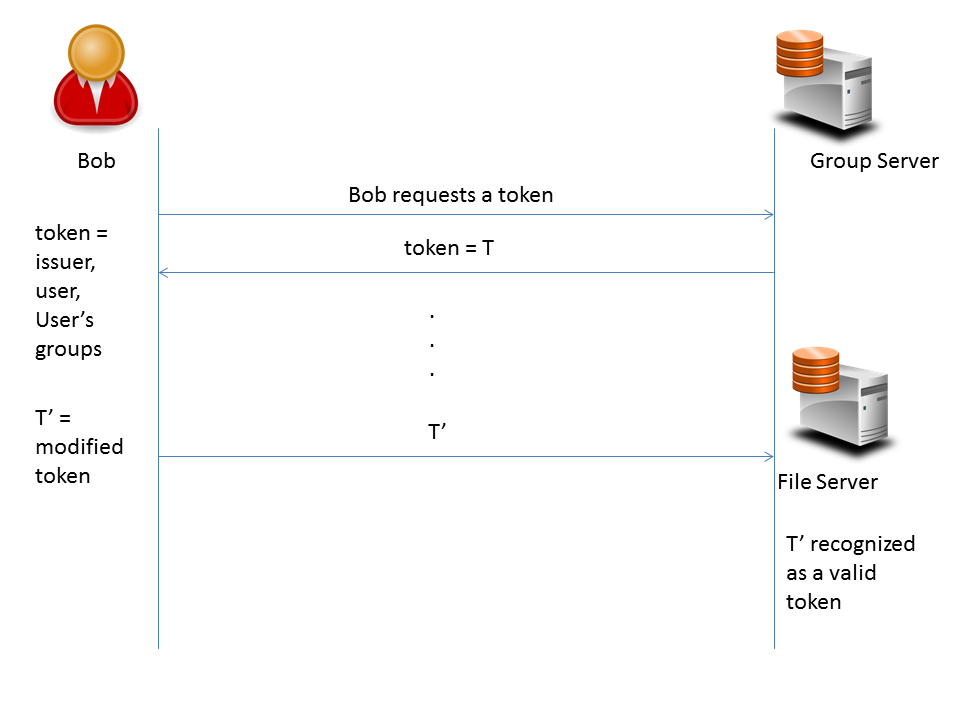 Bob
Group Server
Bob requests a token
token =
issuer,
user,
User’s
groups
token = T
.
.
.
T’ =
modified
token
T’
File Server
T’ recognized
as a valid
token